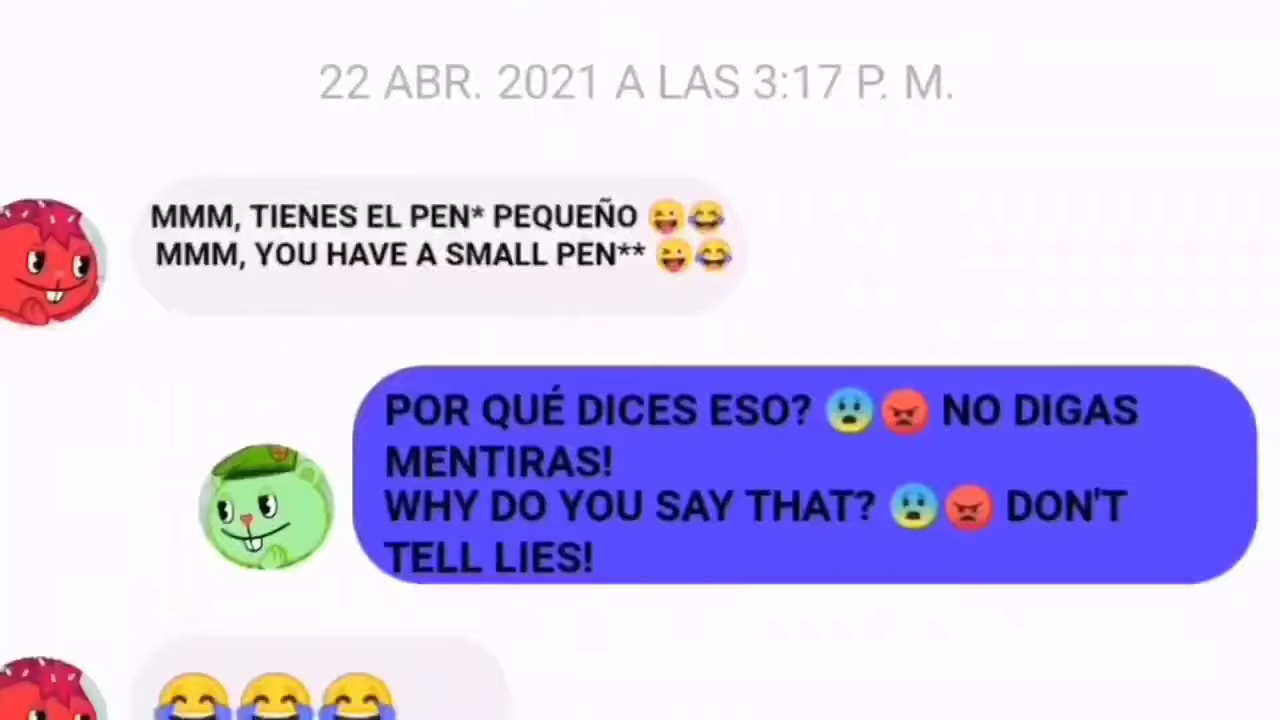 22 ABR. 2021 A LAS 3:17 P. M.
MMM, TIENES EL PEN* PEQUEÑO 😜😂
MMM, YOU HAVE A SMALL PEN** 😜😂
POR QUÉ DICES ESO? 😰😡 NO DIGAS
MENTIRAS!
WHY DO YOU SAY THAT? 😰😡 DON'T
TELL LIES!
😂😂😂